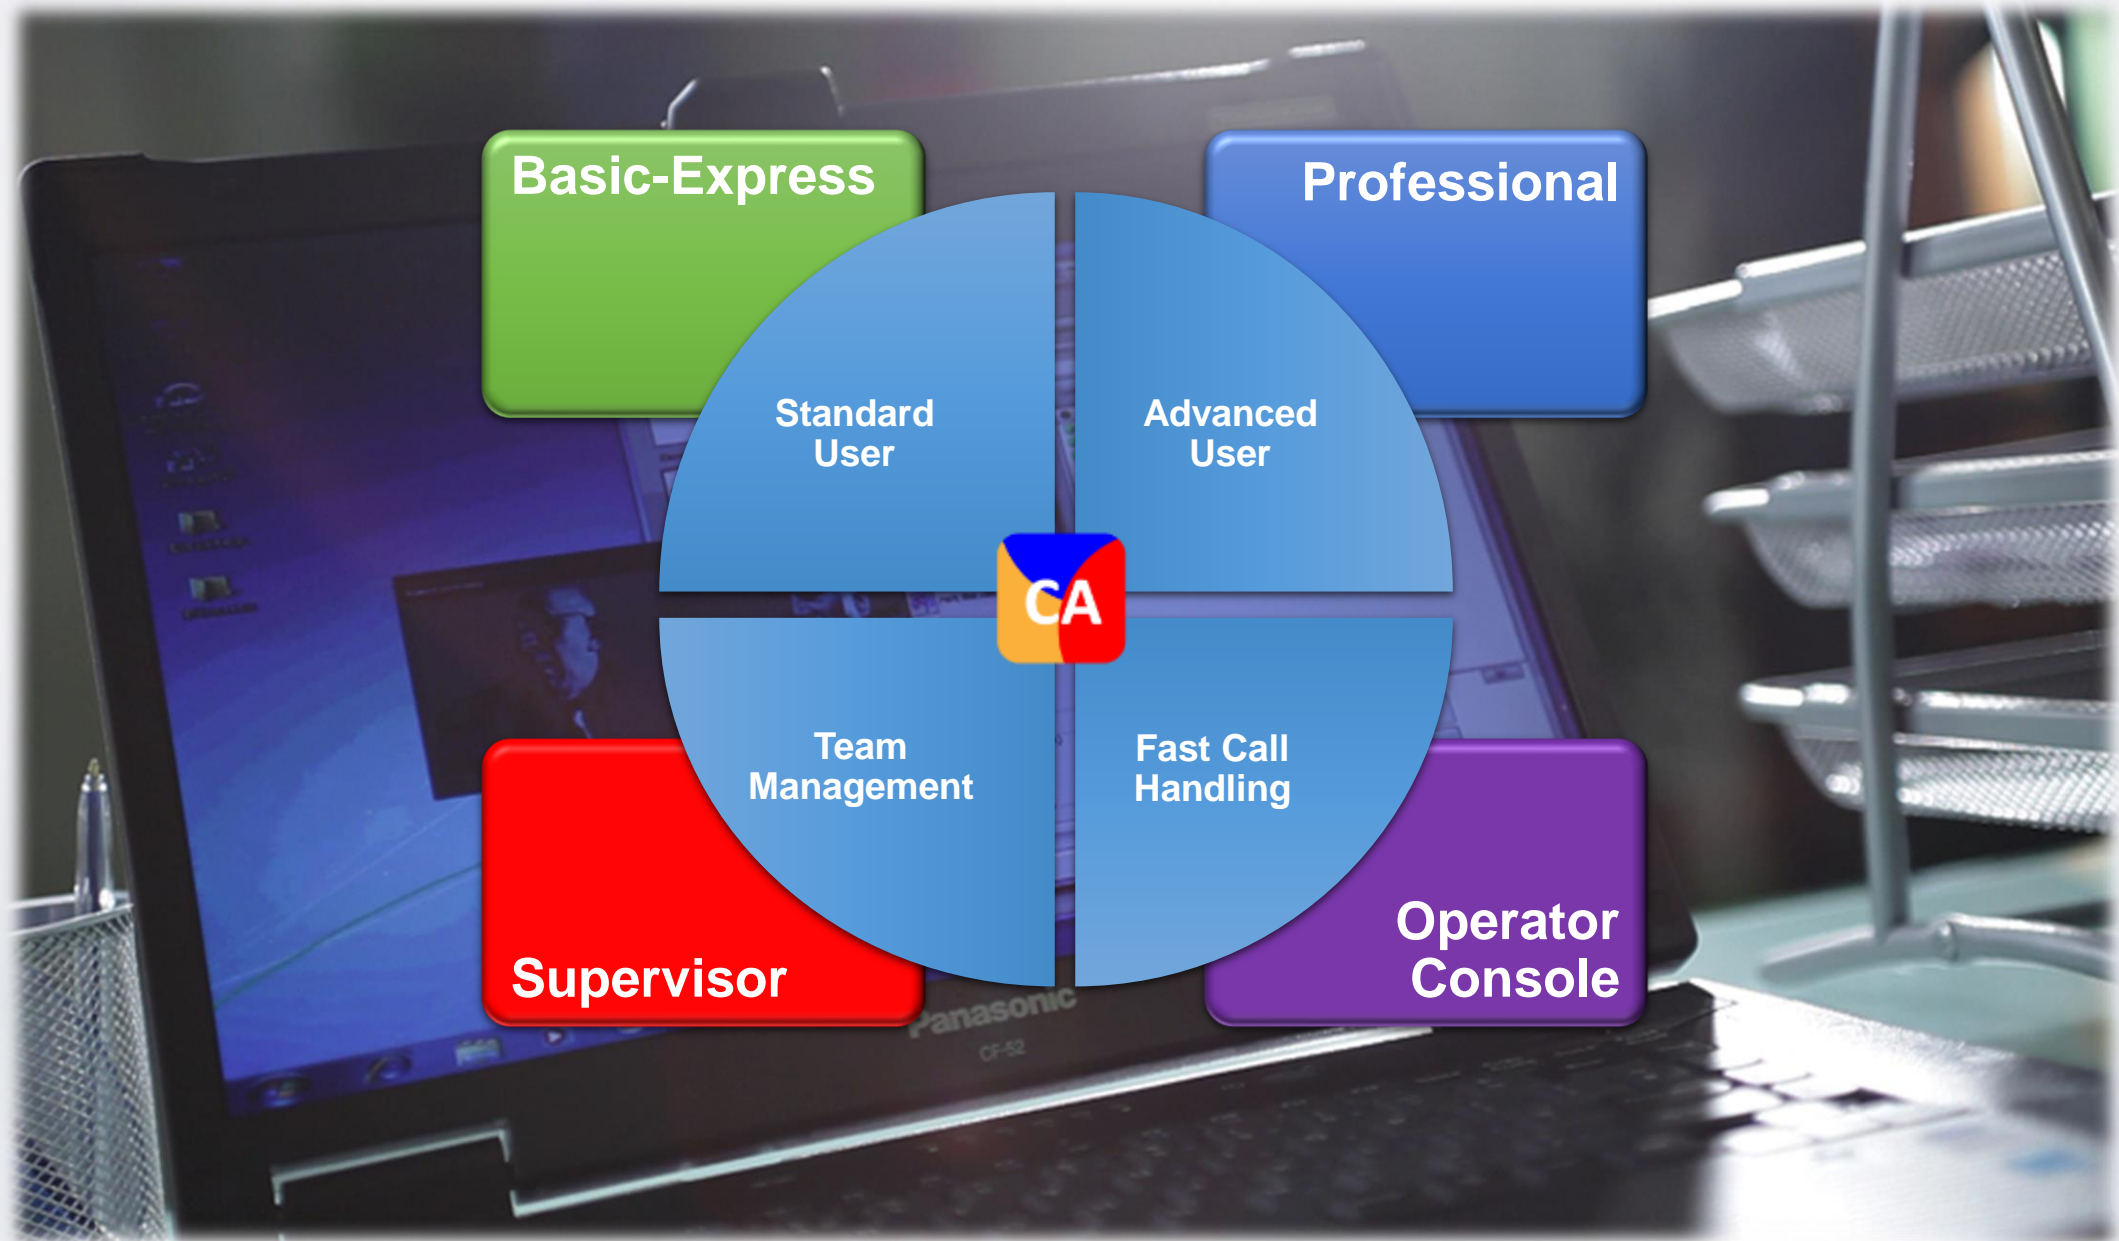 Basic-Express
Professional
Standard
User
Advanced
User
CA
Team
Management
Fast Call
Handling
Supervisor
Operator
Console
Panasonic
CF-52